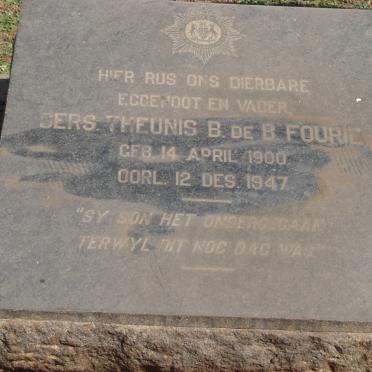 HIER RUS ONS DIERBARE
EGGENOOT EN VADER,
SERS. THEUNIS B. DE B. FOURIE,
GEB. 14 APRIL 1900
OORL. 12 DES. 1947
"SY SON HET ONDERGEGAAN
TERWYL DIT NOG DAG WAS"